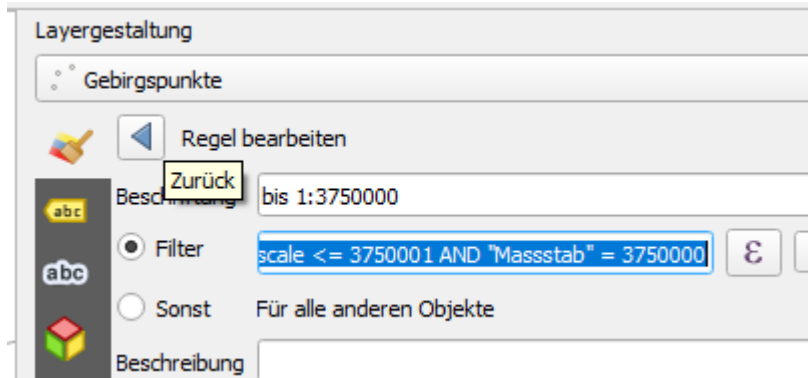 Layergestaltung
Gebirgspunkte
Regel bearbeiten
Zurück
bis 1:3750000
abc
Filter
scale <= 3750001 AND "Massstab" = 3750000
ε
abc
Sonst
Für alle anderen Objekte
Beschreibung